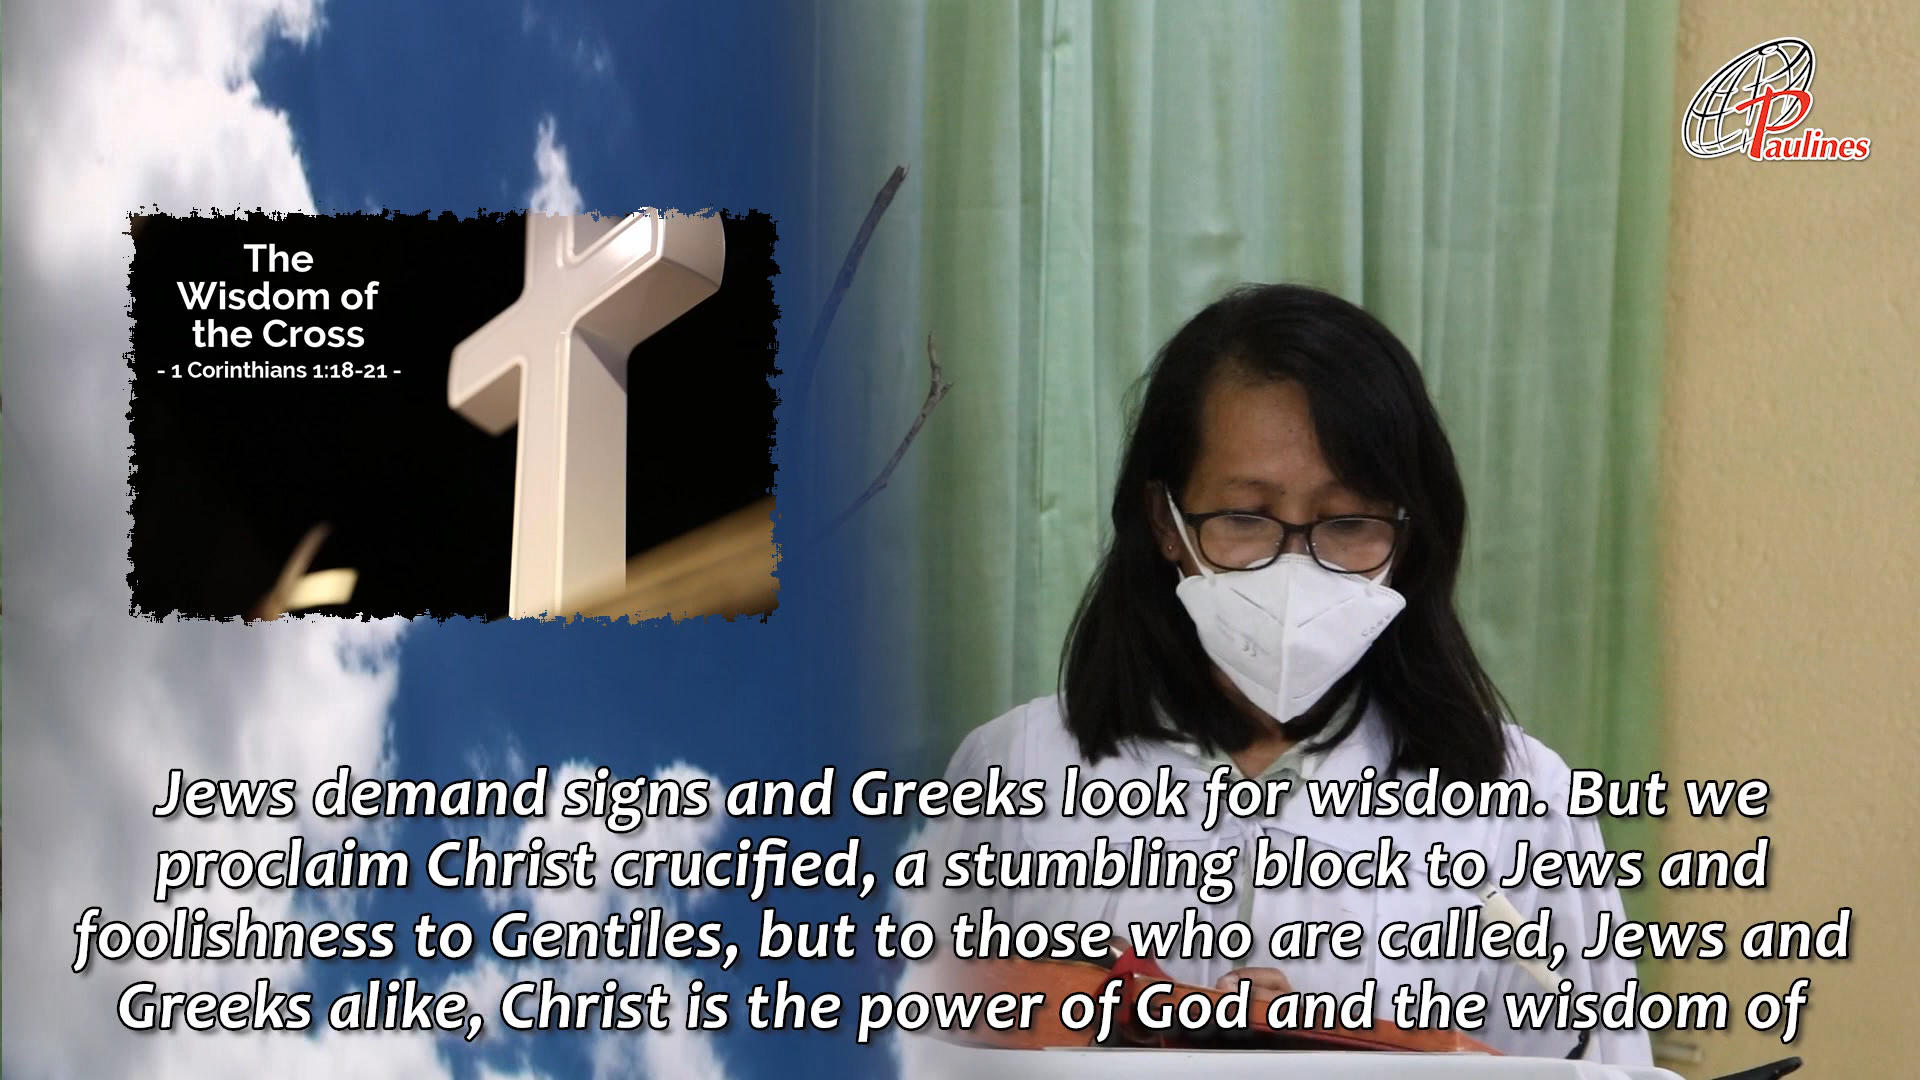 The
Wisdom of
the Cross
- 1 Corinthians 1:18-21 -
Paulines
Jews demand signs and Greeks look for wisdom. But we
proclaim Christ crucified, a stumbling block to Jews and
foolishness to Gentiles, but to those who are called, Jews and
Greeks alike, Christ is the power of God and the wisdom of